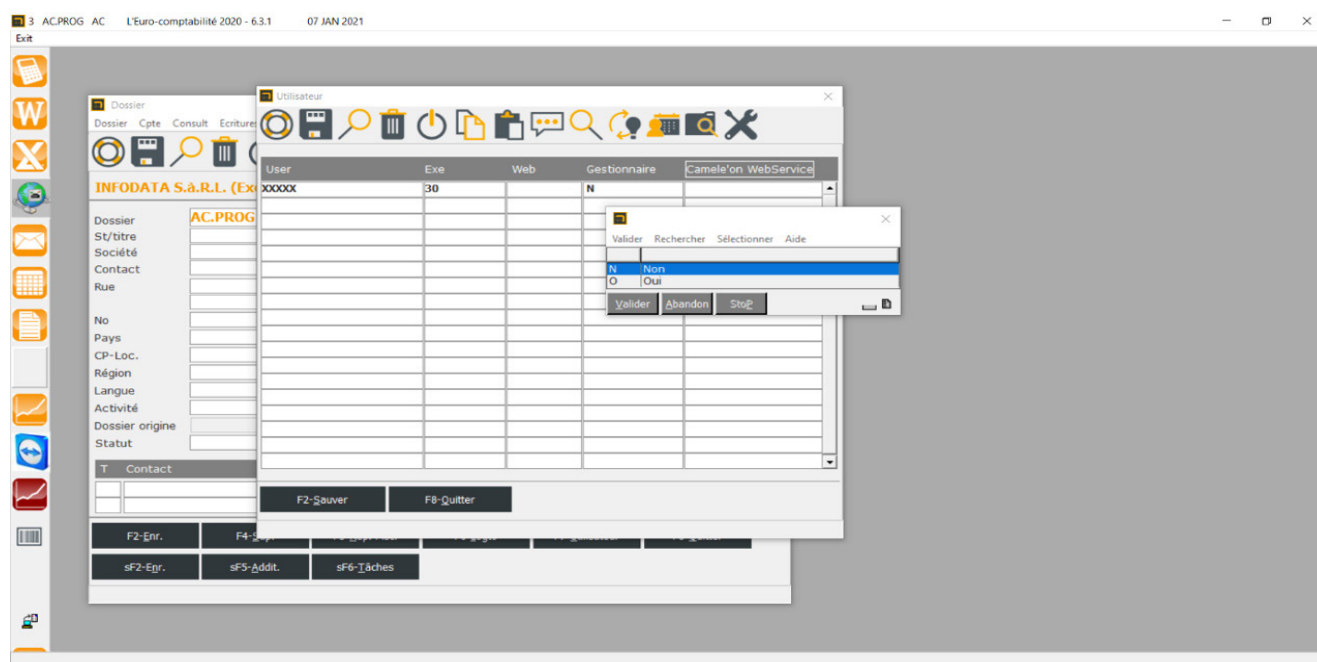 3 AC.PROG AC L'Euro-comptabilité 2020 - 6.3.1 07 JAN 2021
Exit
Utilisateur
Dossier
Dossier Cpte Consult Ecriture
User Exe Web Gestionnaire Camele'on WebService
INFODATA S.à.R.L. (Ex
XXXXX 30 N
Dossier AC.PROG
St/titre
Société
Contact
Rue
No
Pays
CP-Loc.
Région
Langue
Activité
Dossier origine
Statut
T Contact
Valider Rechercher Sélectionner Aide
N Non
O Oui
Valider Abandon StoP
F2-Sauver F8-Quitter
F2-Enr. F4-
sF2-Enr. sF5-Addit. sF6-Tâches